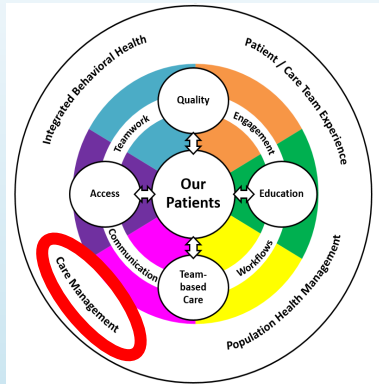 Integrated Behavioral Health
Patient / Care Team Experience
Quality
Teamwork
Engagement
Access
Our
Patients
Education
Communication
Workflows
Team-
based
Care
Care Management
Population Health Management